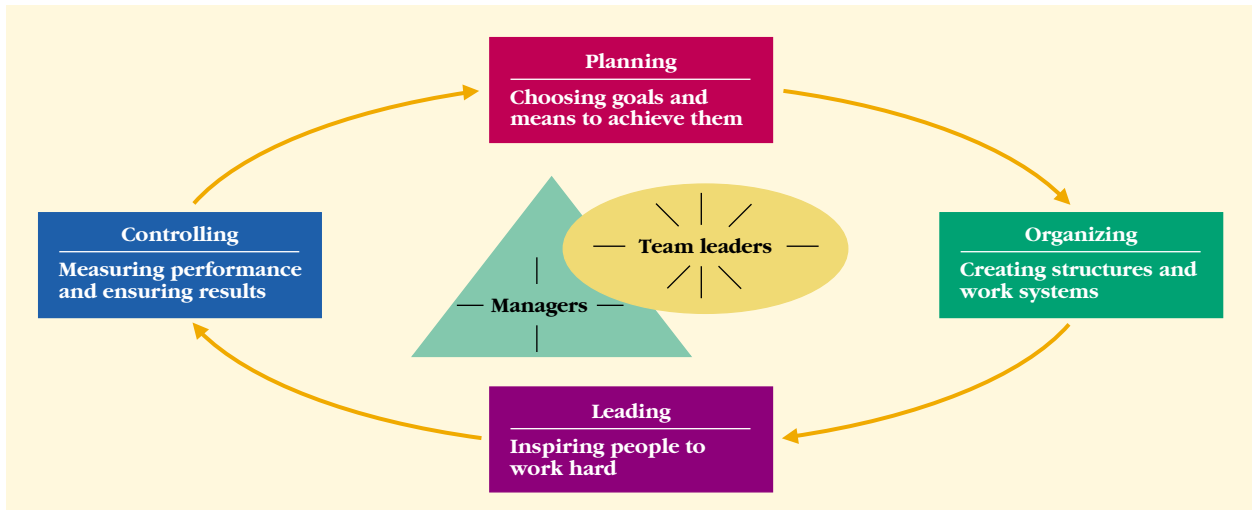 Planning
Choosing goals and
means to achieve them
Controlling
Measuring performance
and ensuring results
Team leaders
Managers
Organizing
Creating structures and
work systems
Leading
Inspiring people to
work hard